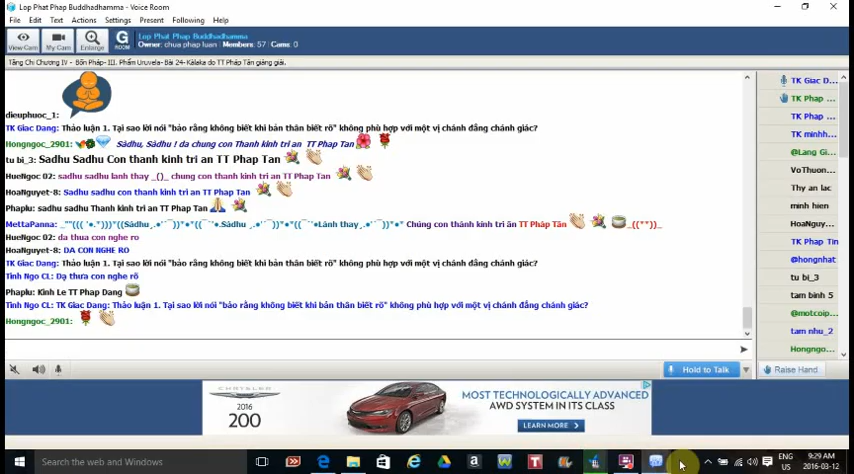 Lop Phat Phap Buddhadhamma - Voice Room
File Edit Text Actions Settings Present Following Help
View Cam My Cam Enlarge G ROOM
Lop Phat Phap Buddhadhamma
Owner: chua phap luan | Members: 57 | Cams: 0
Tăng Chi Chương IV - Bốn Pháp- III. Phẩm Uruvela- Bài 24- Kàlaka do TT Pháp Tân giảng giải.
dieuphuoc_1:
TK Giac Dang: Thảo luận 1. Tại sao lời nói "bảo rằng không biết khi bản thân biết rõ" không phù hợp với một vị chánh đẳng chánh giác?
Hongngoc_2901: Sàdhu, Sàdhu ! da chung con Thanh kinh tri an TT Phap Tan
tu bi_3: Sadhu Sadhu Con thanh kinh tri an TT Phap Tan
HueNgoc 02: sadhu sadhu lanh thay _()_ chung con thanh kinh tri an TT Phap Tan
HoaNguyet-8: Sadhu sadhu con thanh kinh tri an TT Phap Tan
Phaplu: sadhu sadhu Thanh kinh tri an TT Phap Tan
MettaPanna: Chúng con thành kính tri ân TT Pháp Tân
HueNgoc 02: da thua con nghe ro
HoaNguyet-8: DA CON NGHE RO
TK Giac Dang: Thảo luận 1. Tại sao lời nói "bảo rằng không biết khi bản thân biết rõ" không phù hợp với một vị chánh đẳng chánh giác?
Tinh Ngo CL: Dạ thưa con nghe rõ
Phaplu: Kinh Le TT Phap Dang
Tinh Ngo CL: TK Giac Dang: Thảo luận 1. Tại sao lời nói "bảo rằng không biết khi bản thân biết rõ" không phù hợp với một vị chánh đẳng chánh giác?
Hongngoc_2901:
TK Giac D...
TK Phap ...
TK Phap ...
TK minhh...
@Lang Gi...
VoThuon...
Thy an lac
minh hien
HoaNguy...
TK Phap Tin
@hongnhat
tu bi_3
tam binh 5
@motcoip...
tam nhu_2
Hongngo...
Hold to Talk
Raise Hand
CHRYSLER
2016
200
MOST TECHNOLOGICALLY ADVANCED
AWD SYSTEM IN ITS CLASS
LEARN MORE
Search the web and Windows
ENG
US
9:29 AM
2016-03-12